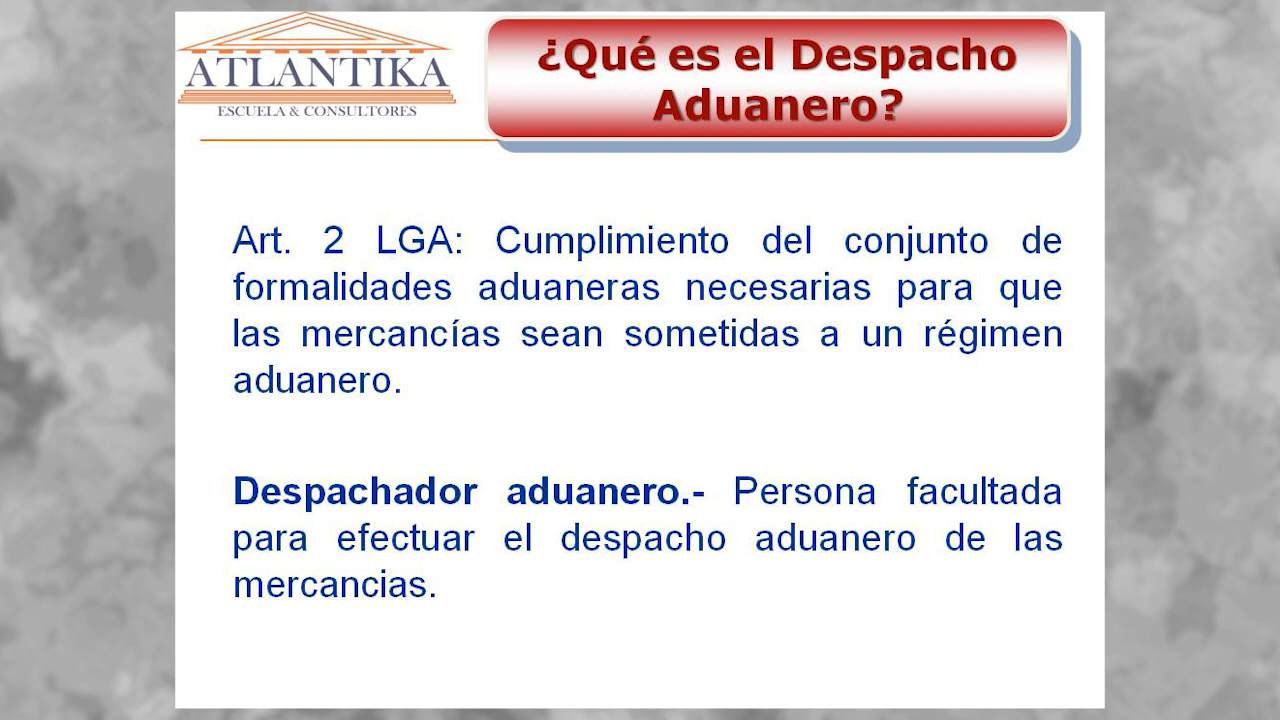 ATLANTIKA
ESCUELA & CONSULTORES
¿Qué es el Despacho
Aduanero?
Art. 2 LGA: Cumplimiento del conjunto de
formalidades aduaneras necesarias para que
las mercancías sean sometidas a un régimen
aduanero.
Despachador aduanero.- Persona facultada
para efectuar el despacho aduanero de las
mercancias.